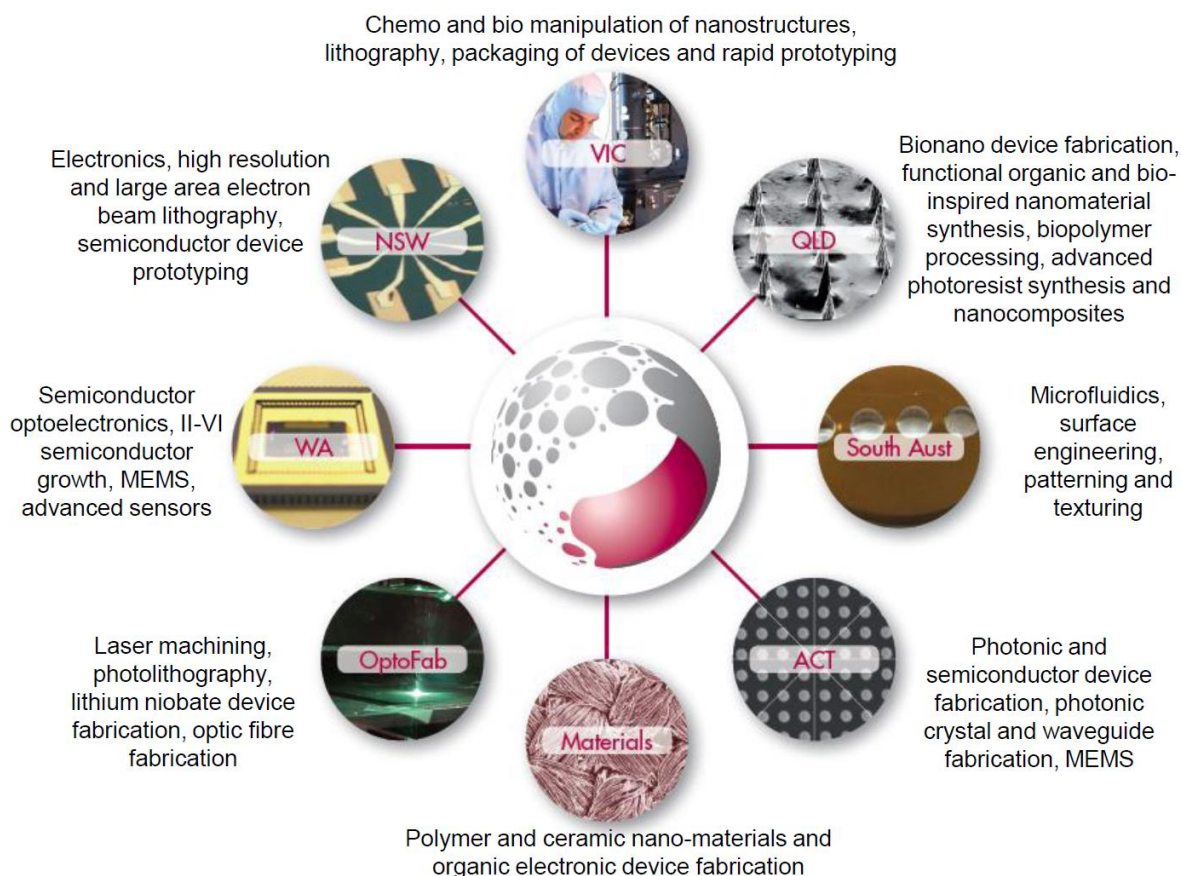 Chemo and bio manipulation of nanostructures,
lithography, packaging of devices and rapid prototyping
VIC
Bionano device fabrication,
functional organic and bio-
inspired nanomaterial
synthesis, biopolymer
processing, advanced
photoresist synthesis and
nanocomposites
QLD
Microfluidics,
surface
engineering,
patterning and
texturing
South Aust
Photonic and
semiconductor device
fabrication, photonic
crystal and waveguide
fabrication, MEMS
ACT
Materials
Polymer and ceramic nano-materials and
organic electronic device fabrication
OptoFab
Laser machining,
photolithography,
lithium niobate device
fabrication, optic fibre
fabrication
WA
Semiconductor
optoelectronics, II-VI
semiconductor
growth, MEMS,
advanced sensors
NSW
Electronics, high resolution
and large area electron
beam lithography,
semiconductor device
prototyping